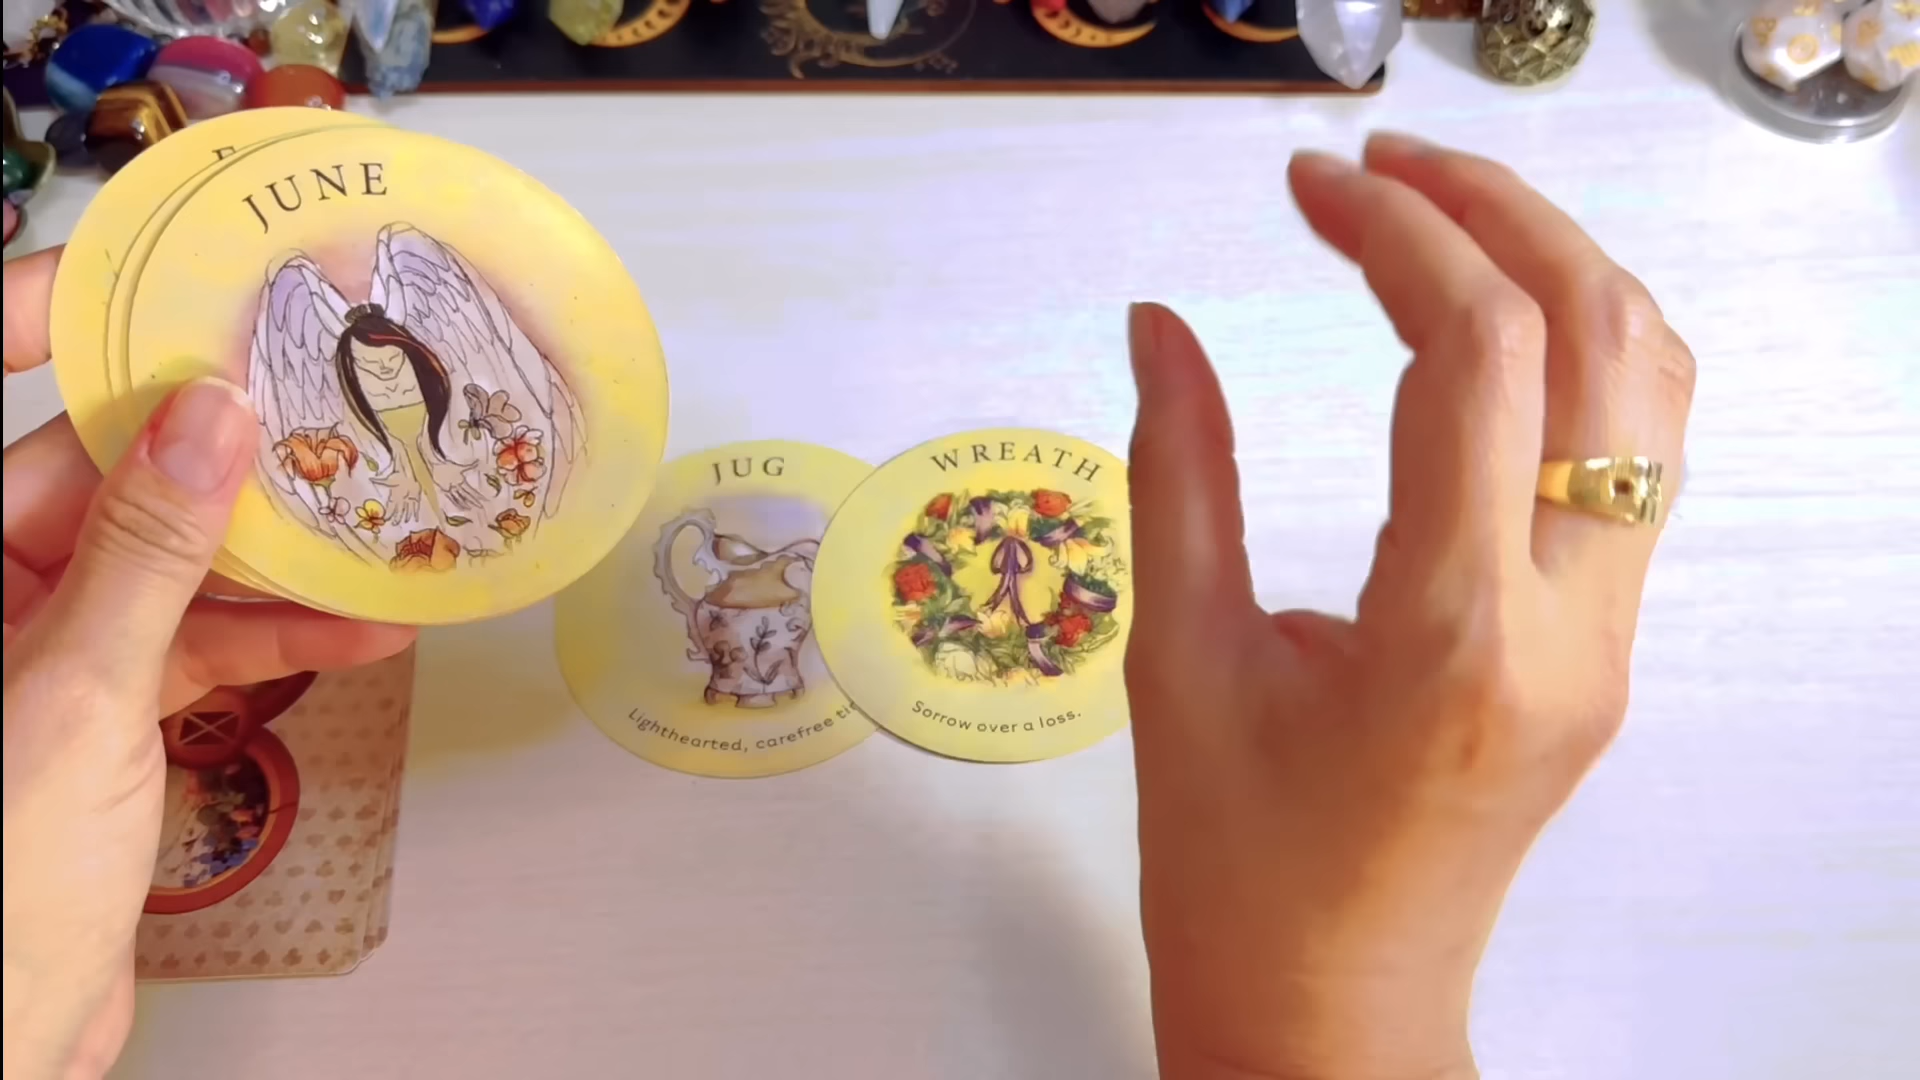 JUNE
JUG
Lighthearted, carefree
WREATH
Sorrow over a loss.